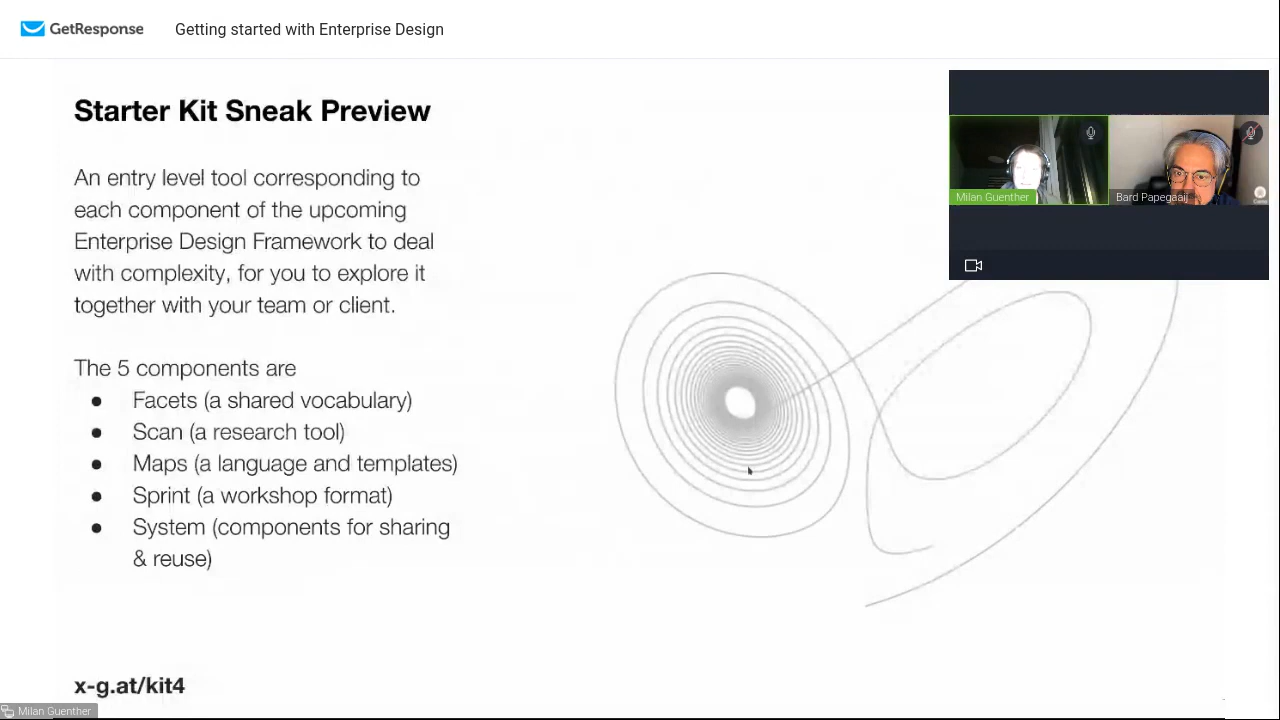 GetResponse
Getting started with Enterprise Design
Starter Kit Sneak Preview
An entry level tool corresponding to
each component of the upcoming
Enterprise Design Framework to deal
with complexity, for you to explore it
together with your team or client.
The 5 components are
● Facets (a shared vocabulary)
● Scan (a research tool)
● Maps (a language and templates)
● Sprint (a workshop format)
● System (components for sharing
& reuse)
x-g.at/kit4
Milan Guenther
Milan Guenther
Bard Papegaaij